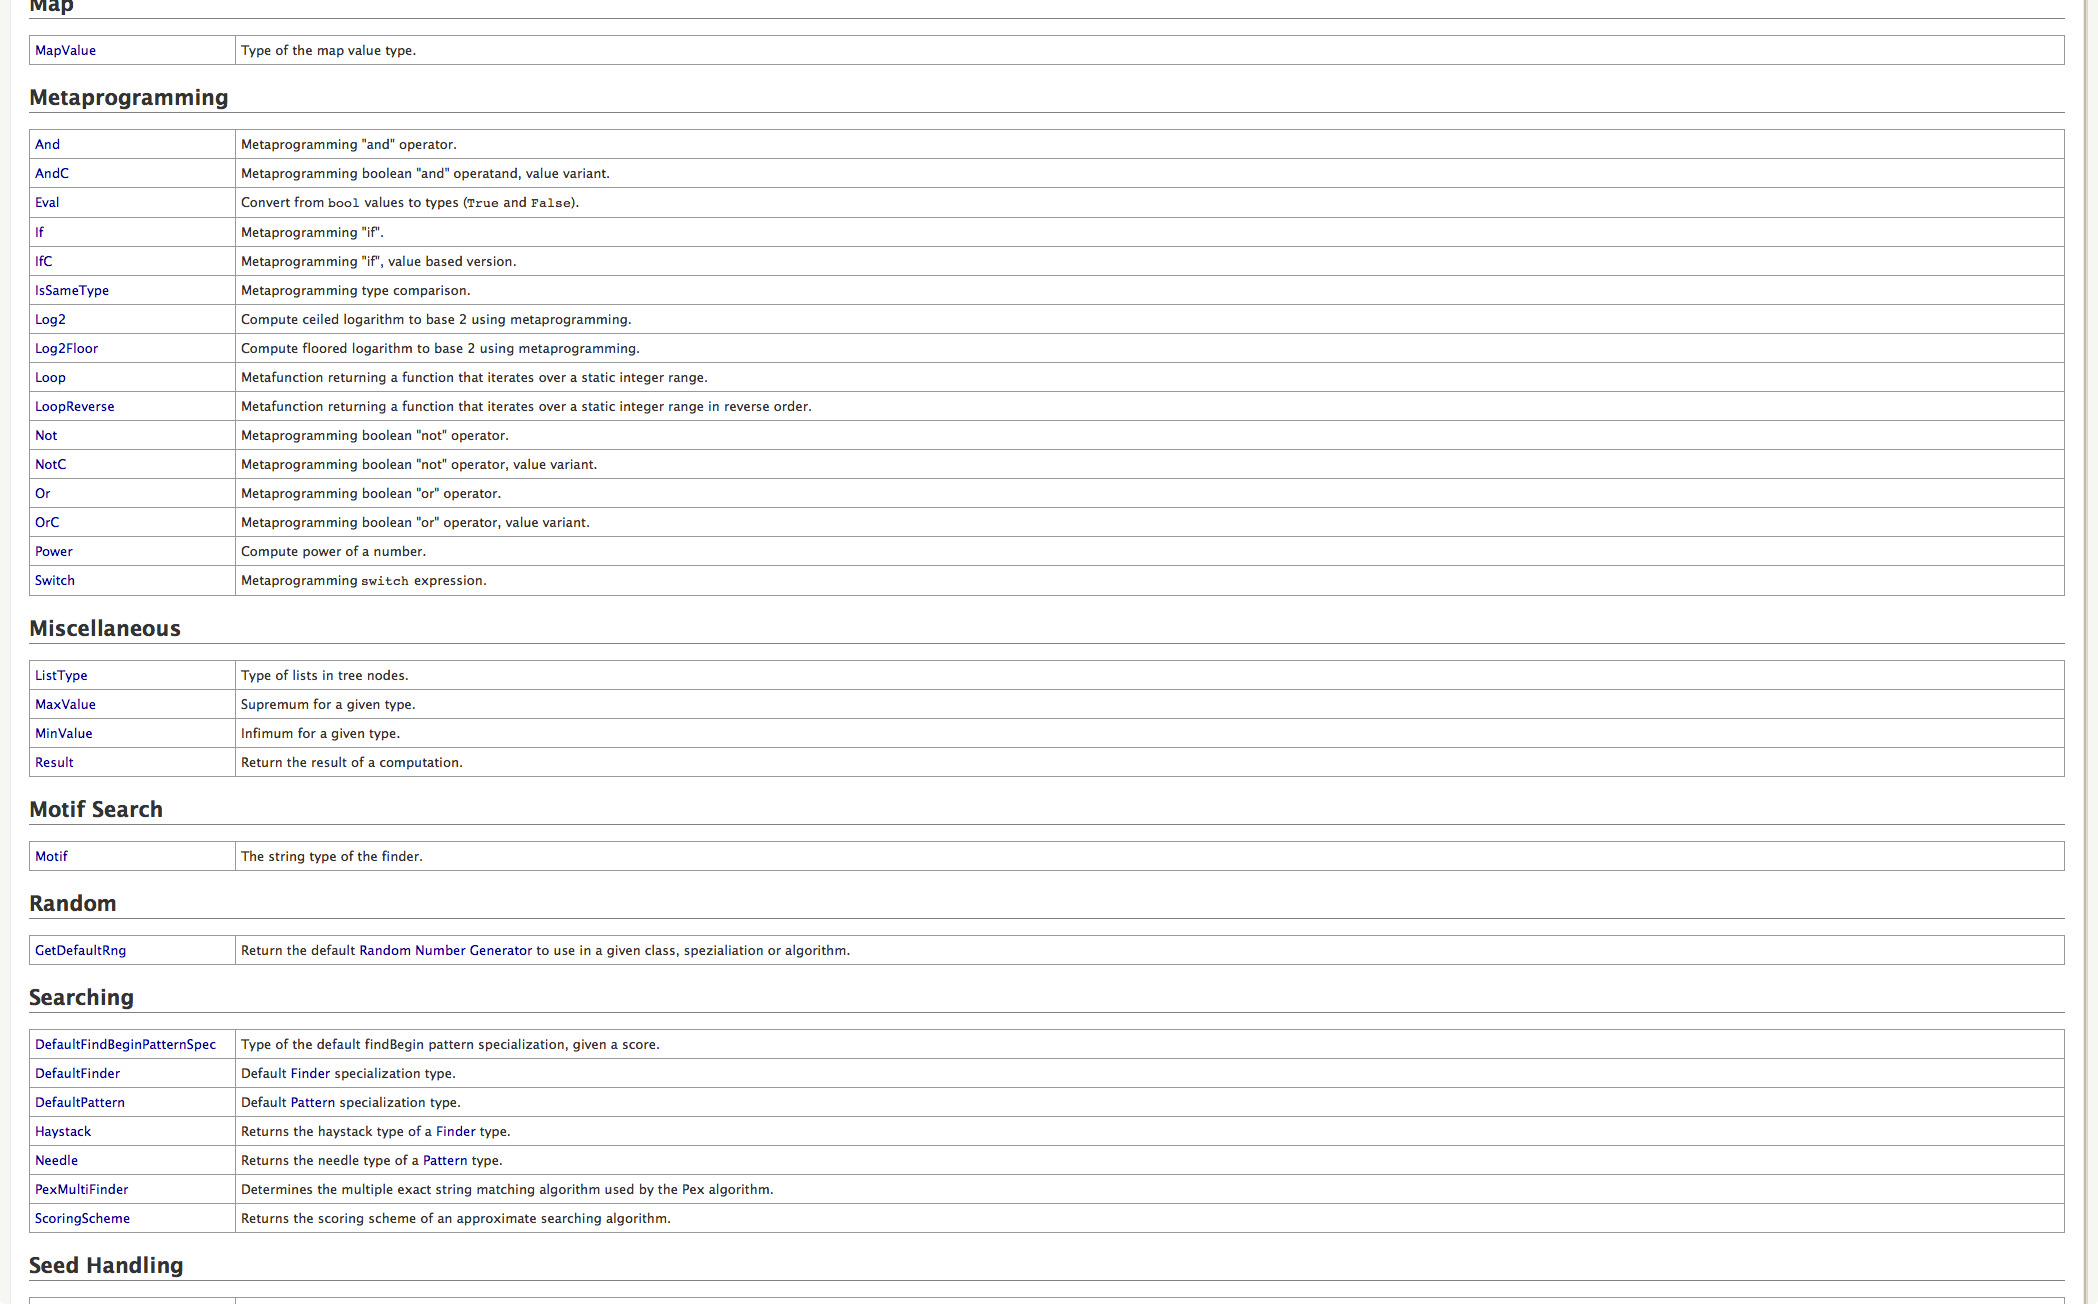 Map
MapValue Type of the map value type.
Metaprogramming
And Metaprogramming "and" operator.
AndC Metaprogramming boolean "and" operatand, value variant.
Eval Convert from bool values to types (True and False).
If Metaprogramming "if".
IfC Metaprogramming "if", value based version.
IsSameType Metaprogramming type comparison.
Log2 Compute ceiled logarithm to base 2 using metaprogramming.
Log2Floor Compute floored logarithm to base 2 using metaprogramming.
Loop Metafunction returning a function that iterates over a static integer range.
LoopReverse Metafunction returning a function that iterates over a static integer range in reverse order.
Not Metaprogramming boolean "not" operator.
NotC Metaprogramming boolean "not" operator, value variant.
Or Metaprogramming boolean "or" operator.
OrC Metaprogramming boolean "or" operator, value variant.
Power Compute power of a number.
Switch Metaprogramming switch expression.
Miscellaneous
ListType Type of lists in tree nodes.
MaxValue Supremum for a given type.
MinValue Infimum for a given type.
Result Return the result of a computation.
Motif Search
Motif The string type of the finder.
Random
GetDefaultRng Return the default Random Number Generator to use in a given class, spezialiation or algorithm.
Searching
DefaultFindBeginPatternSpec Type of the default findBegin pattern specialization, given a score.
DefaultFinder Default Finder specialization type.
DefaultPattern Default Pattern specialization type.
Haystack Returns the haystack type of a Finder type.
Needle Returns the needle type of a Pattern type.
PexMultiFinder Determines the multiple exact string matching algorithm used by the Pex algorithm.
ScoringScheme Returns the scoring scheme of an approximate searching algorithm.
Seed Handling